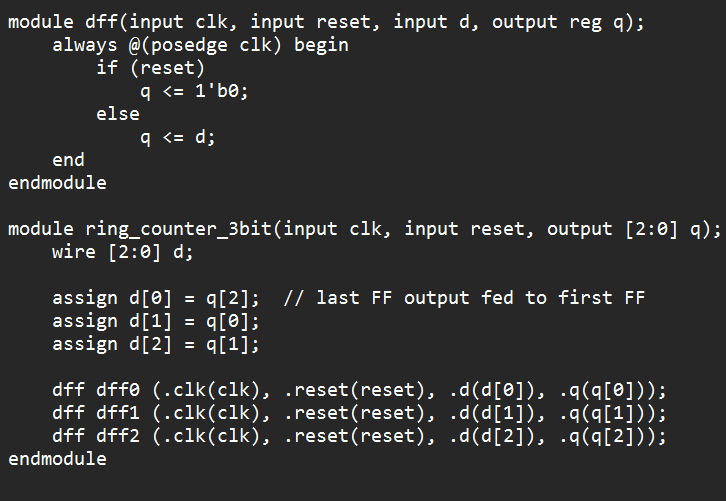 module dff(input clk, input reset, input d, output reg q);
    always @(posedge clk) begin
        if (reset)
            q <= 1'b0;
        else
            q <= d;
    end
endmodule

module ring_counter_3bit(input clk, input reset, output [2:0] q);
    wire [2:0] d;

    assign d[0] = q[2];  // last FF output fed to first FF
    assign d[1] = q[0];
    assign d[2] = q[1];

    dff dff0 (.clk(clk), .reset(reset), .d(d[0]), .q(q[0]));
    dff dff1 (.clk(clk), .reset(reset), .d(d[1]), .q(q[1]));
    dff dff2 (.clk(clk), .reset(reset), .d(d[2]), .q(q[2]));
endmodule